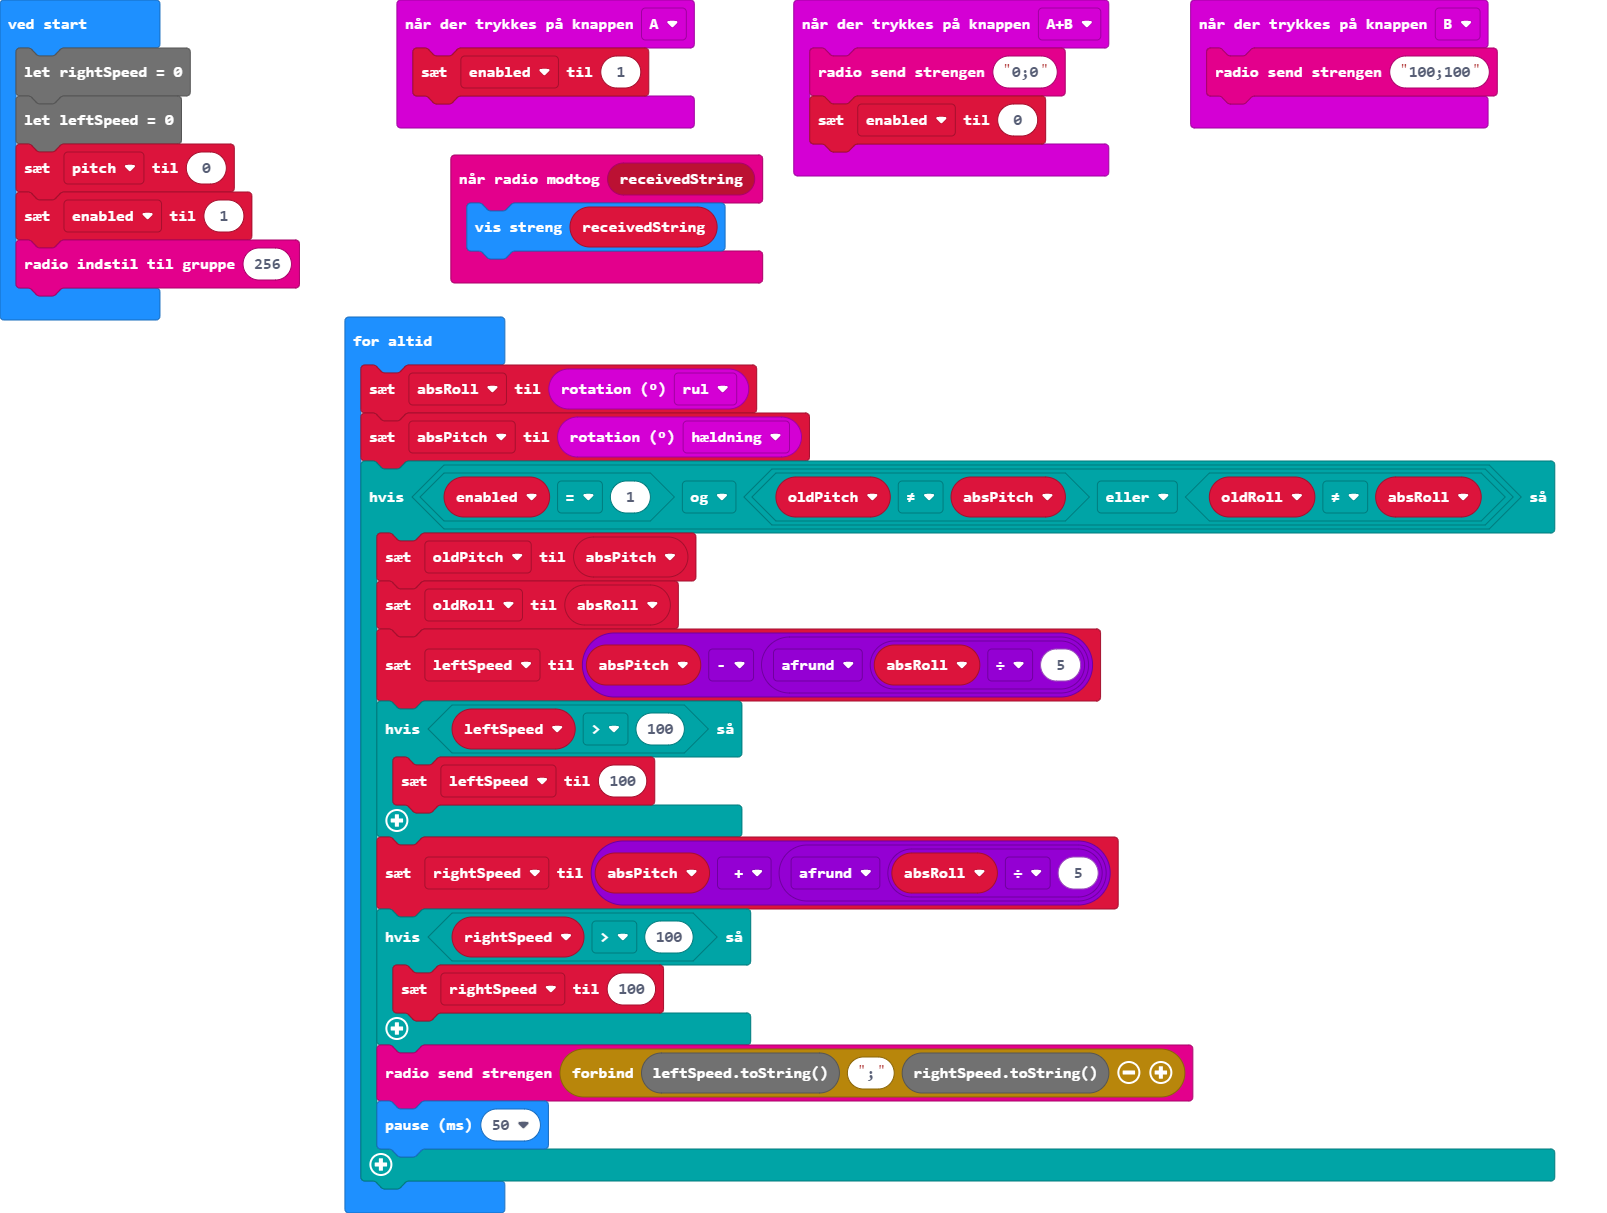 ved start
let rightSpeed = 0
let leftSpeed = 0
sæt pitch til 0
sæt enabled til 1
radio indstil til gruppe 256
når der trykkes på knappen A
sæt enabled til 1
når der trykkes på knappen A+B
radio send strengen "0;0"
sæt enabled til 0
når der trykkes på knappen B
radio send strengen "100;100"
når radio modtog receivedString
vis streng receivedString
for altid
sæt absRoll til rotation (º) rul
sæt absPitch til rotation (º) hældning
hvis enabled = 1 og oldPitch ≠ absPitch eller oldRoll ≠ absRoll så
sæt oldPitch til absPitch
sæt oldRoll til absRoll
sæt leftSpeed til absPitch - afrund absRoll ÷ 5
hvis leftSpeed > 100 så
sæt leftSpeed til 100
sæt rightSpeed til absPitch + afrund absRoll ÷ 5
hvis rightSpeed > 100 så
sæt rightSpeed til 100
radio send strengen forbind leftSpeed.toString() ";" rightSpeed.toString()
pause (ms) 50